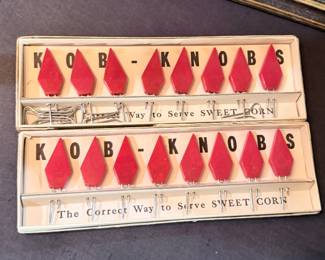 KOB-KNOBS
Way to Serve SWEET CORN
KOB-KNOBS
The Correct Way to Serve SWEET CORN